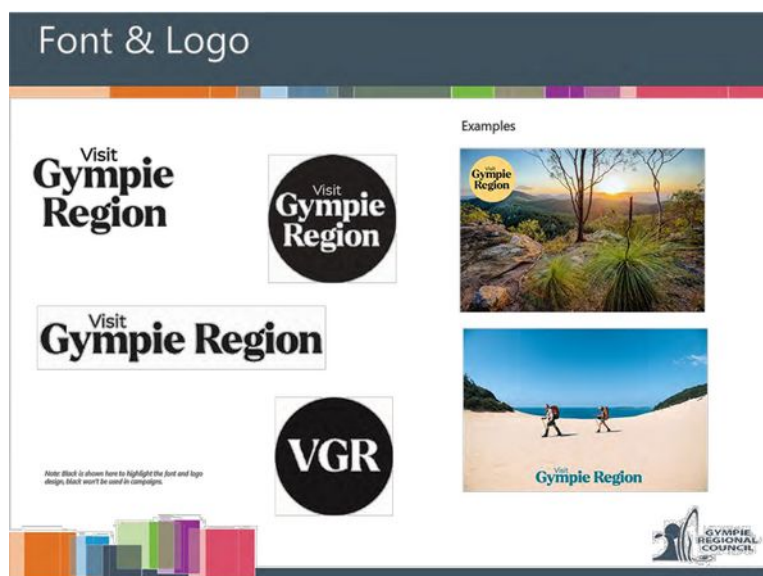 Font & Logo
Visit
Gympie
Region
Visit
Gympie
Region
Visit
Gympie Region
VGR
Note: Black is shown here to highlight the font and logo
design, black won't be used in campaigns.
Examples
Visit
Gympie
Region
Visit
Gympie Region
GYMPIE
REGIONAL
COUNCIL